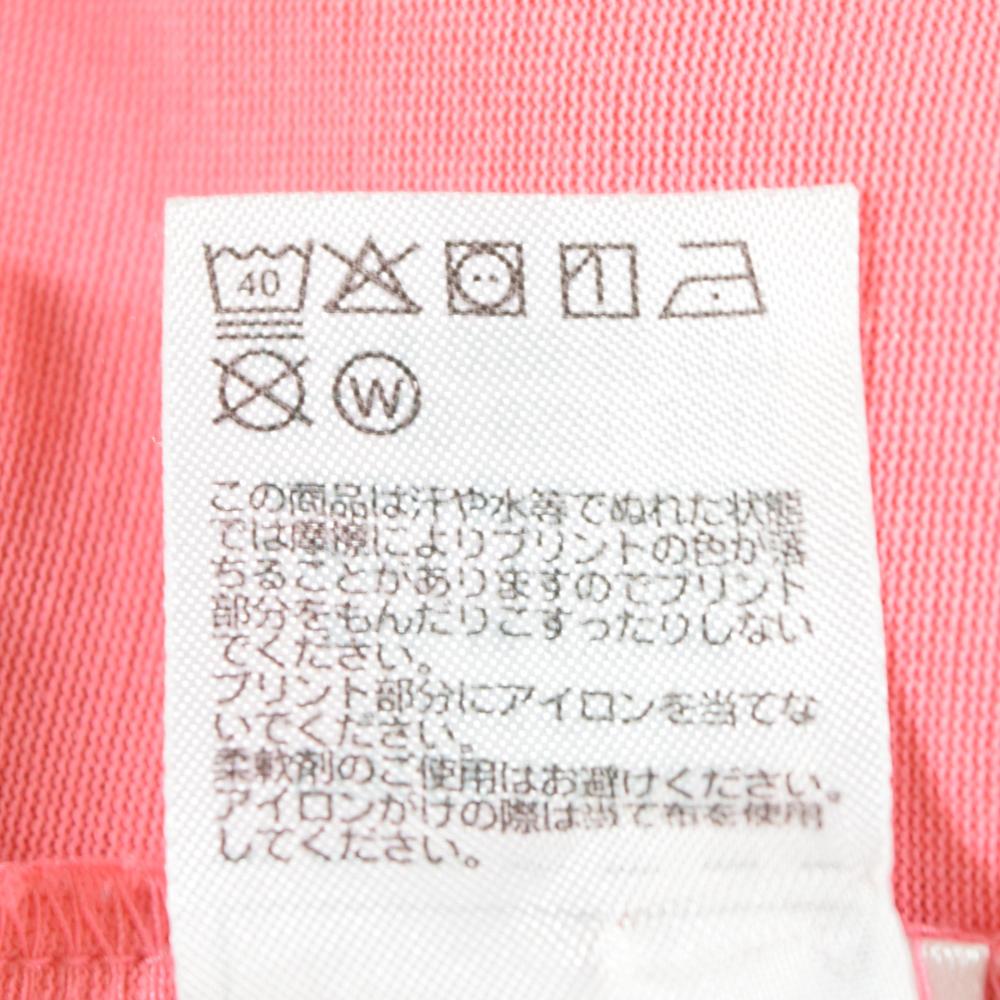 40
W
この商品は汗や水等でぬれた状態
では摩擦によりプリントの色が落
ちることがありますのでプリント
部分をもんだりこすったりしない
でください。
プリント部分にアイロンを当てな
いでください。
柔軟剤のご使用はお避けください。
アイロンがけの際は当て布を使用
してください。